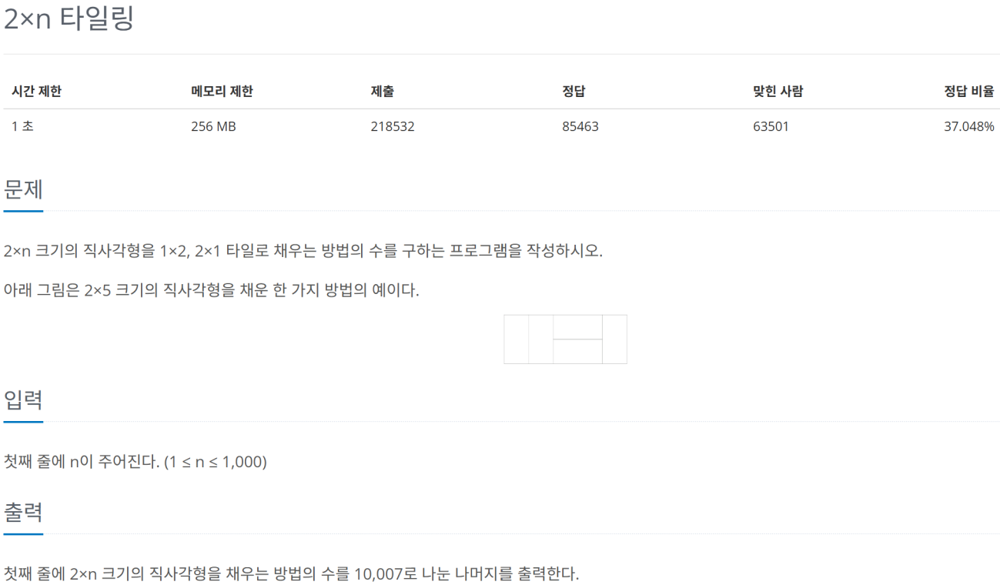 2×n 타일링
시간 제한 메모리 제한 제출 정답 맞힌 사람 정답 비율
1 초 256 MB 218532 85463 63501 37.048%
문제
2×n 크기의 직사각형을 1×2, 2×1 타일로 채우는 방법의 수를 구하는 프로그램을 작성하시오.
아래 그림은 2×5 크기의 직사각형을 채운 한 가지 방법의 예이다.
입력
첫째 줄에 n이 주어진다. (1 ≤ n ≤ 1,000)
출력
첫째 줄에 2×n 크기의 직사각형을 채우는 방법의 수를 10,007로 나눈 나머지를 출력한다.